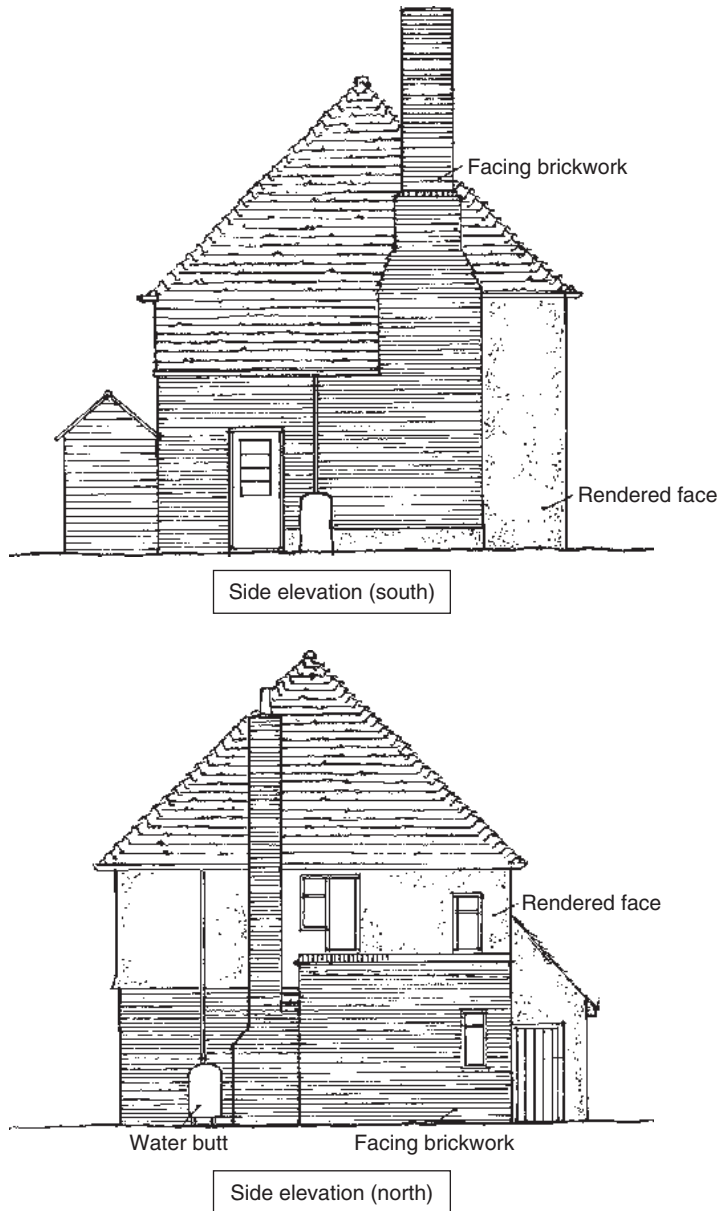 Facing brickwork
Rendered face
Side elevation (south)
Rendered face
Water butt
Facing brickwork
Side elevation (north)